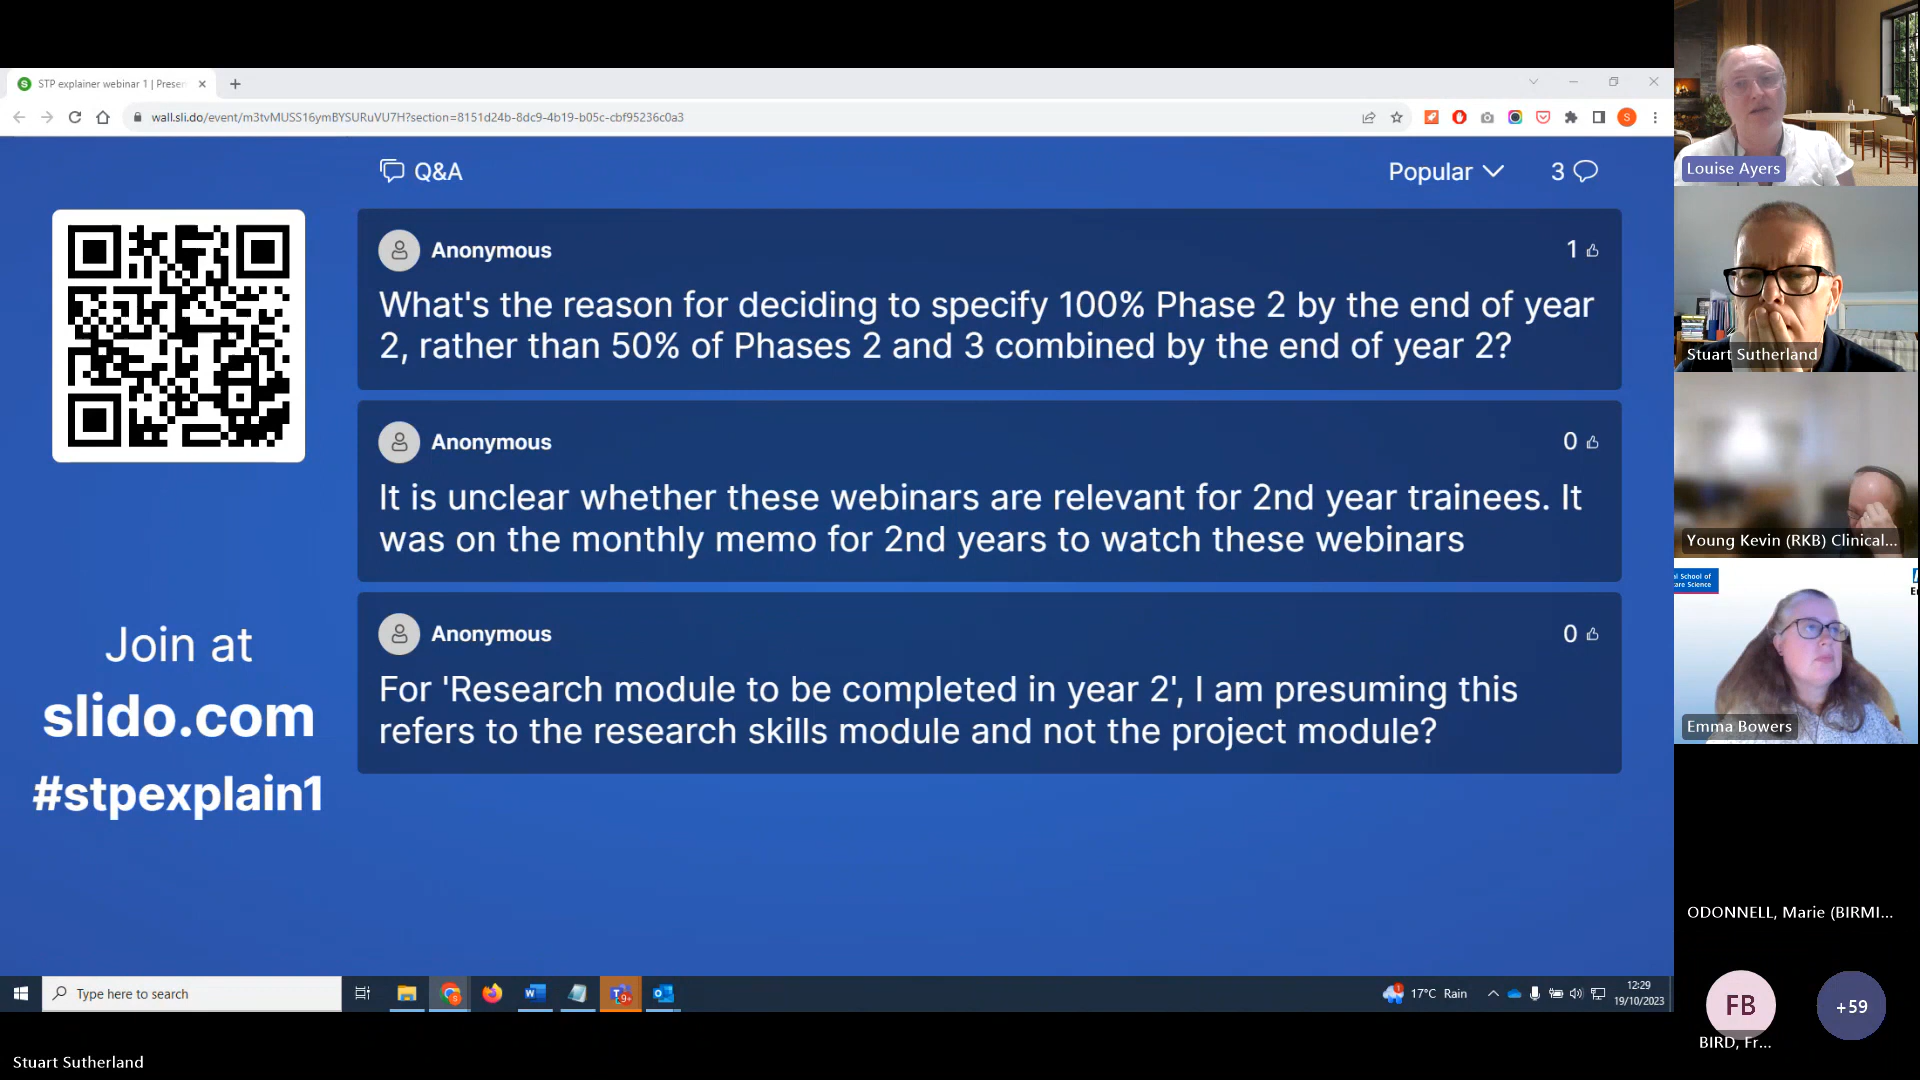 STP explainer webinar 1 | Presen
wall.sli.do/event/m3tvMUSS16ymBYSURuVU7H?section=8151d24b-8dc9-4b19-b05c-cbf95236c0a3
S
Q&A
Popular
3
Anonymous
1
What's the reason for deciding to specify 100% Phase 2 by the end of year
2, rather than 50% of Phases 2 and 3 combined by the end of year 2?
Anonymous
0
It is unclear whether these webinars are relevant for 2nd year trainees. It
was on the monthly memo for 2nd years to watch these webinars
Anonymous
0
For 'Research module to be completed in year 2', I am presuming this
refers to the research skills module and not the project module?
Join at
slido.com
#stpexplain1
Type here to search
9+
17°C Rain
12:29
19/10/2023
Stuart Sutherland
Louise Ayers
Stuart Sutherland
Young Kevin (RKB) Clinical...
l School of
are Science
Emma Bowers
ODONNELL, Marie (BIRMI...
FB
+59
BIRD, Fr...